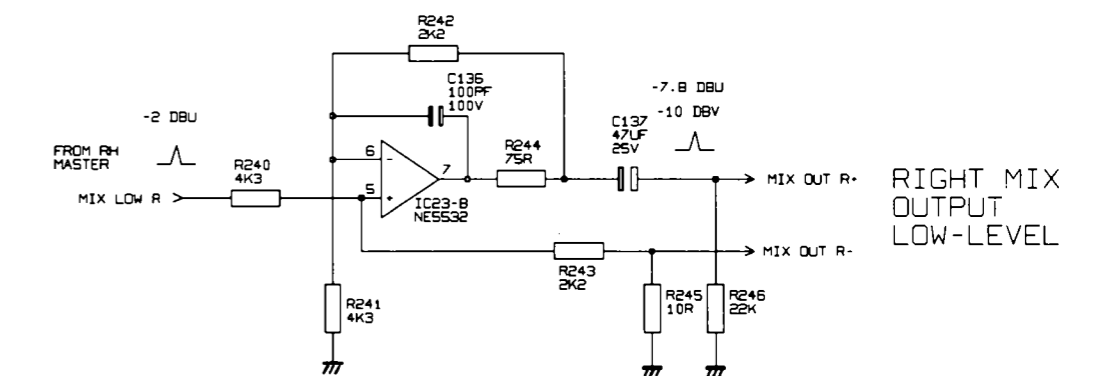 R242
2K2
C136
100PF
100V
-7.8 DBU
-10 DBV
-2 DBU
C137
47UF
25V
FROM RH
MASTER
R240
4K3
R244
75R
6
-
7
5
+
MIX LOW R
IC23-B
NE5532
MIX OUT R+
RIGHT MIX
OUTPUT
LOW-LEVEL
R243
2K2
MIX OUT R-
R241
4K3
R245
10R
R246
22K